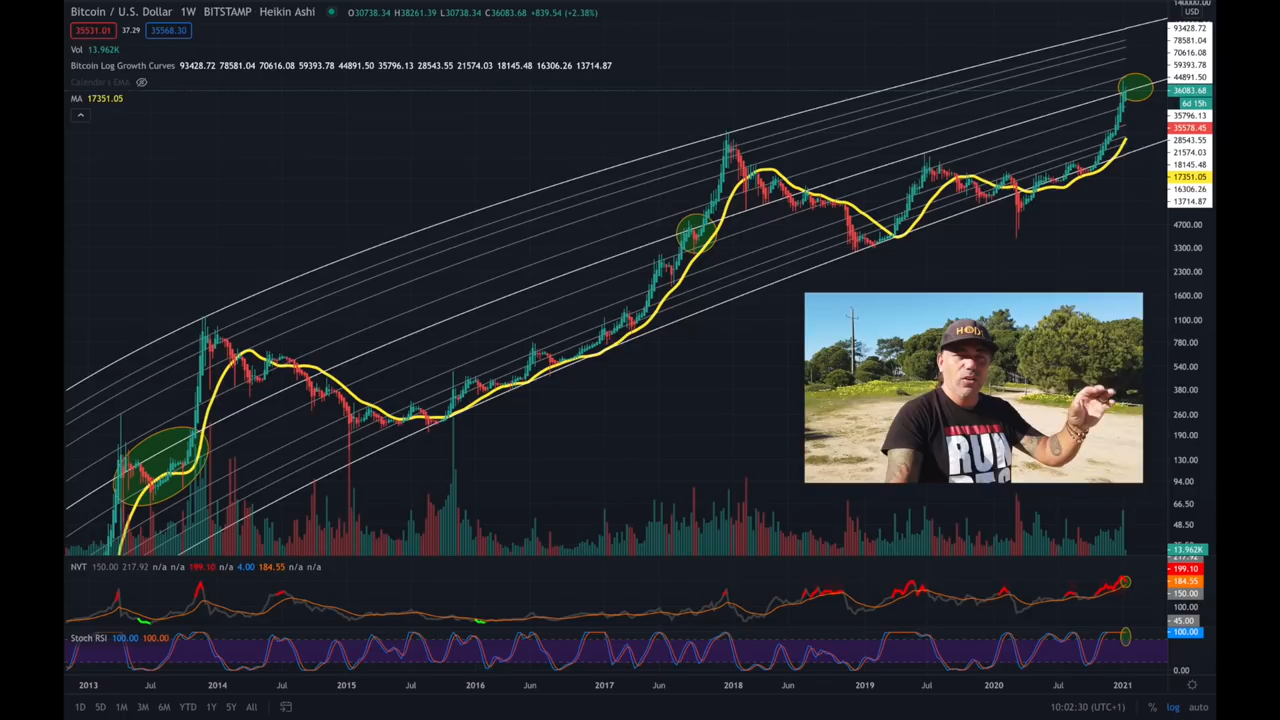 Bitcoin / U.S. Dollar 1W BITSTAMP Heikin Ashi O30738.34 H38261.39 L30738.34 C36083.68 +839.54 (+2.38%)
35531.01 37.29 35568.30
Vol 13.962K
Bitcoin Log Growth Curves 93428.72 78581.04 70616.08 59393.78 44891.50 35796.13 28543.55 21574.03 18145.48 16306.26 13714.87
Calendar's EMA
MA 17351.05
140000.00
USD
93428.72
78581.04
70616.08
59393.78
44891.50
36083.68
6d 15h
35796.13
35578.45
28543.55
21574.03
18145.48
17351.05
16306.26
13714.87
4700.00
3300.00
2300.00
1600.00
1100.00
780.00
540.00
380.00
260.00
190.00
130.00
94.00
66.50
48.50
13.962K
217.92
HODL
RUN
NVT 150.00 217.92 n/a n/a 199.10 n/a 4.00 184.55 n/a n/a
199.10
184.55
150.00
100.00
45.00
Stoch RSI 100.00 100.00
100.00
0.00
2013 Jul 2014 Jul 2015 Jul 2016 Jun 2017 Jun 2018 Jun 2019 Jul 2020 Jul 2021
1D 5D 1M 3M 6M YTD 1Y 5Y All
10:02:30 (UTC+1) % log auto